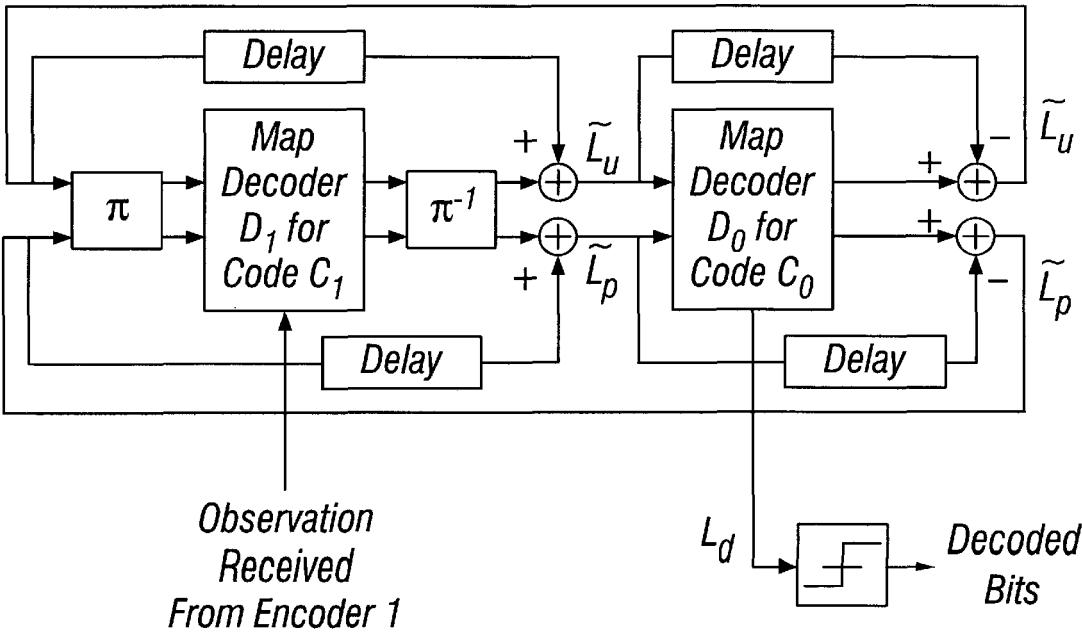 Delay
Delay
Map
Decoder
D₁ for
Code C₁
Map
Decoder
D₀ for
Code C₀
π
π⁻¹
+
L̃ᵤ
−
+
L̃ᵤ
+
L̃ₚ
+
−
L̃ₚ
Delay
Delay
Observation
Received
From Encoder 1
L_d
Decoded
Bits